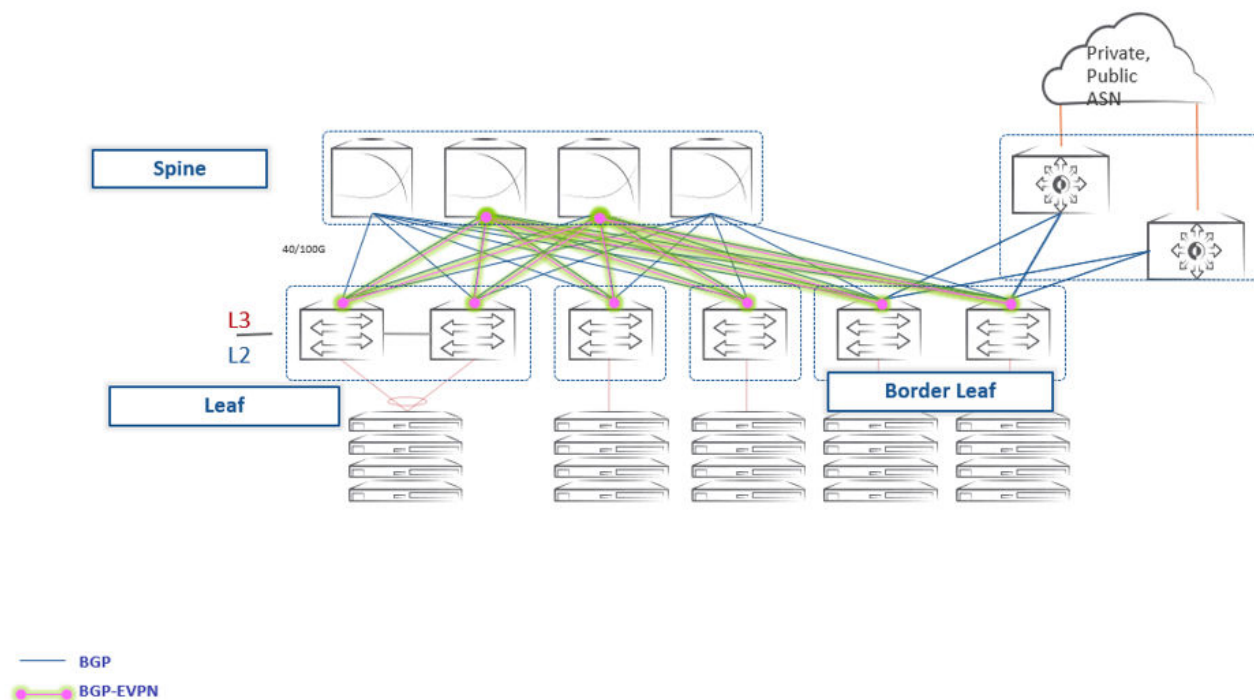 Private,
Public
ASN
Spine
40/100G
L3
L2
Leaf
Border Leaf
BGP
BGP-EVPN